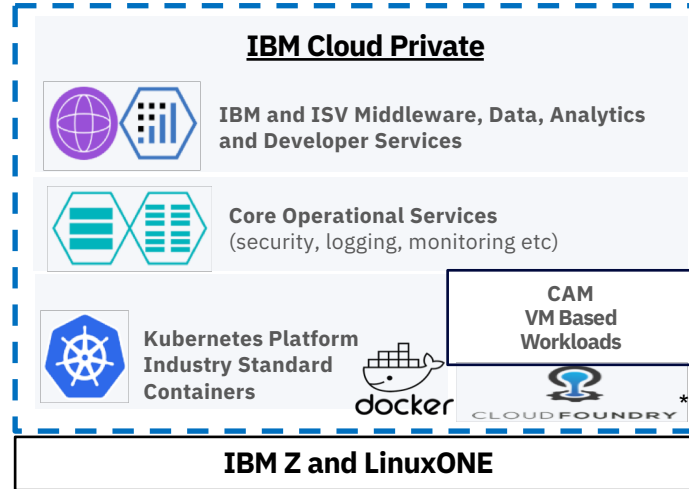 IBM Cloud Private
IBM and ISV Middleware, Data, Analytics
and Developer Services
Core Operational Services
(security, logging, monitoring etc)
CAM
VM Based
Workloads
Kubernetes Platform
Industry Standard
Containers
docker
CLOUDFOUNDRY
*
IBM Z and LinuxONE